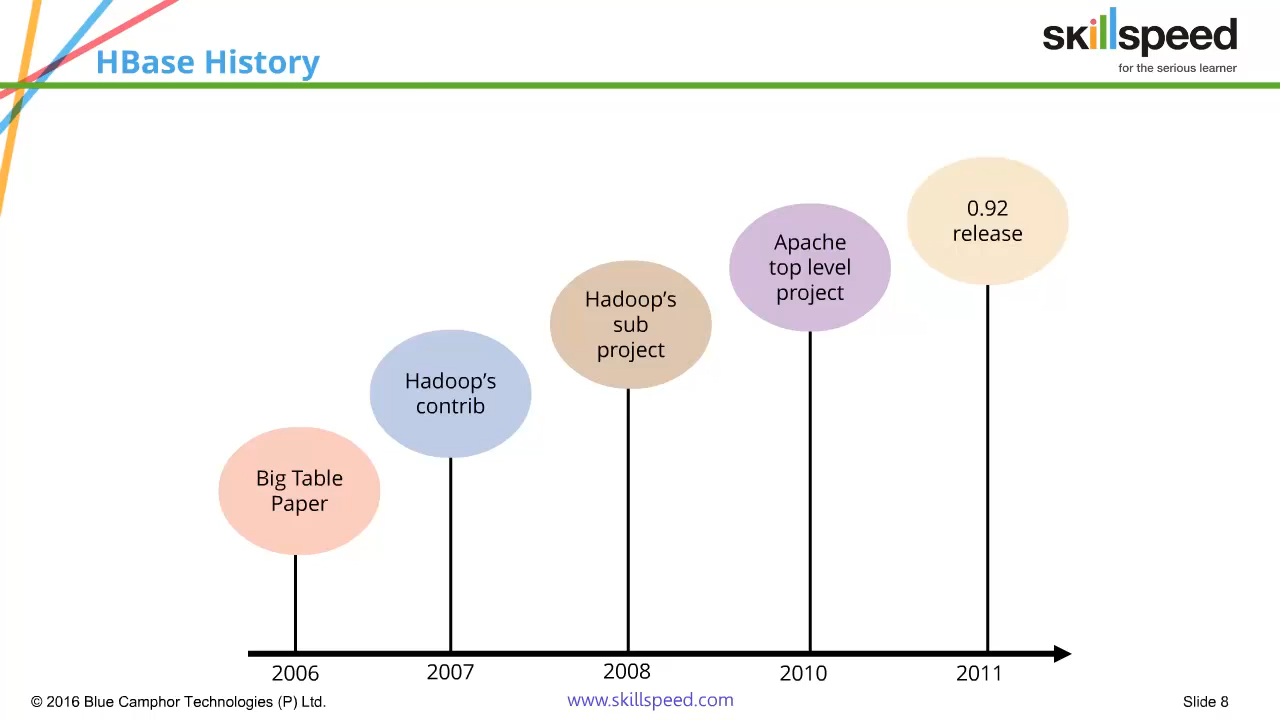 HBase History
skillspeed
for the serious learner
0.92
release
Apache
top level
project
Hadoop’s
sub
project
Hadoop’s
contrib
Big Table
Paper
2006
2007
2008
2010
2011
© 2016 Blue Camphor Technologies (P) Ltd.
www.skillspeed.com
Slide 8